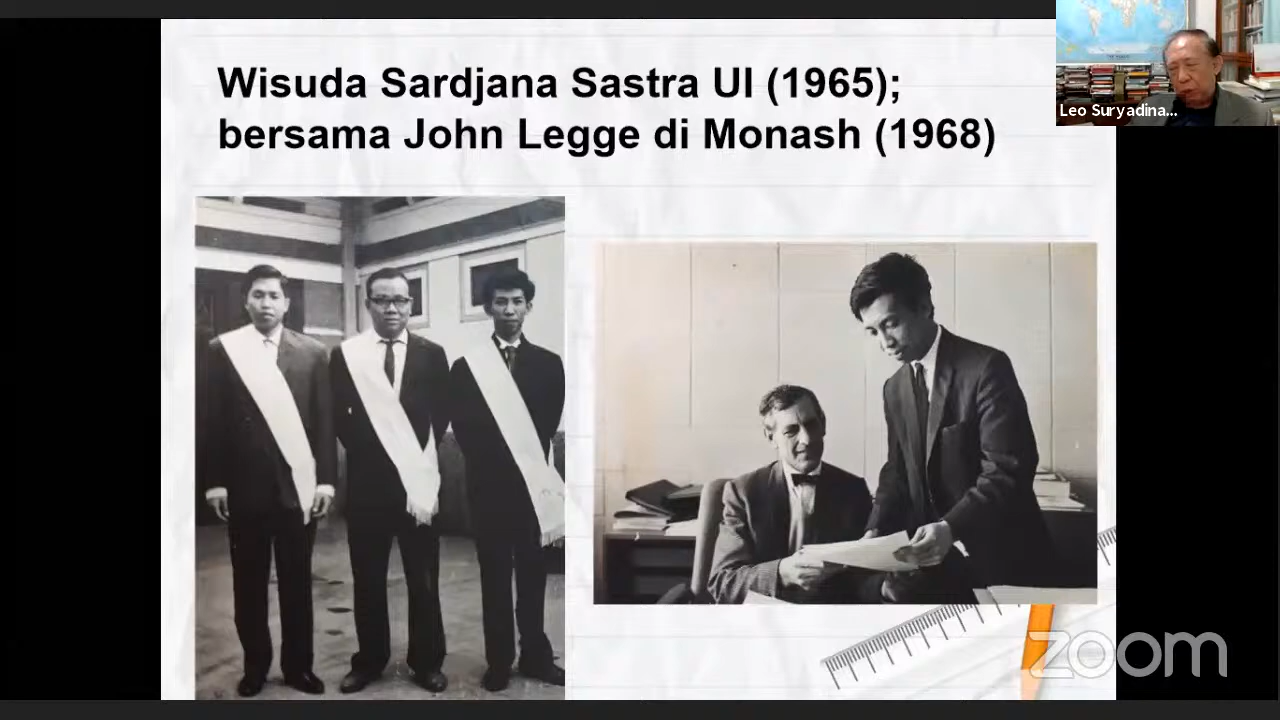 Wisuda Sardjana Sastra UI (1965);
bersama John Legge di Monash (1968)
Leo Suryadina...
zoom